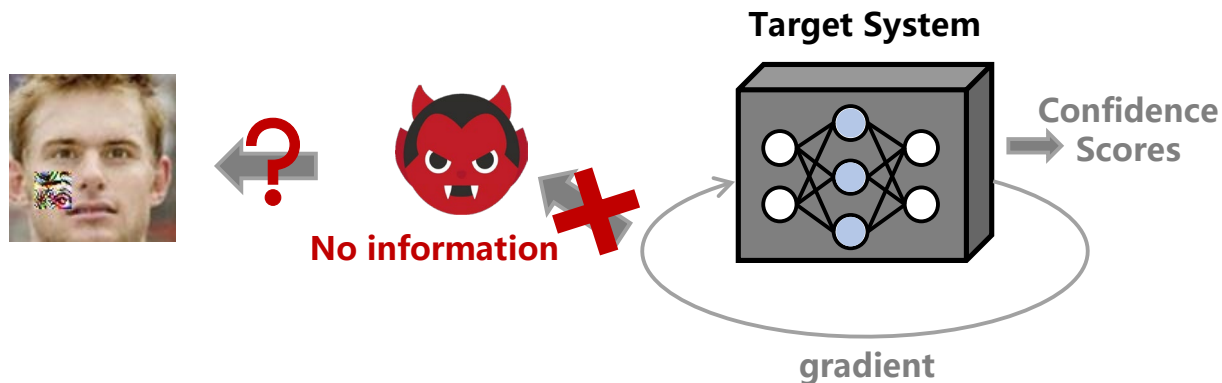 Target System
Confidence
Scores
?
No information
gradient